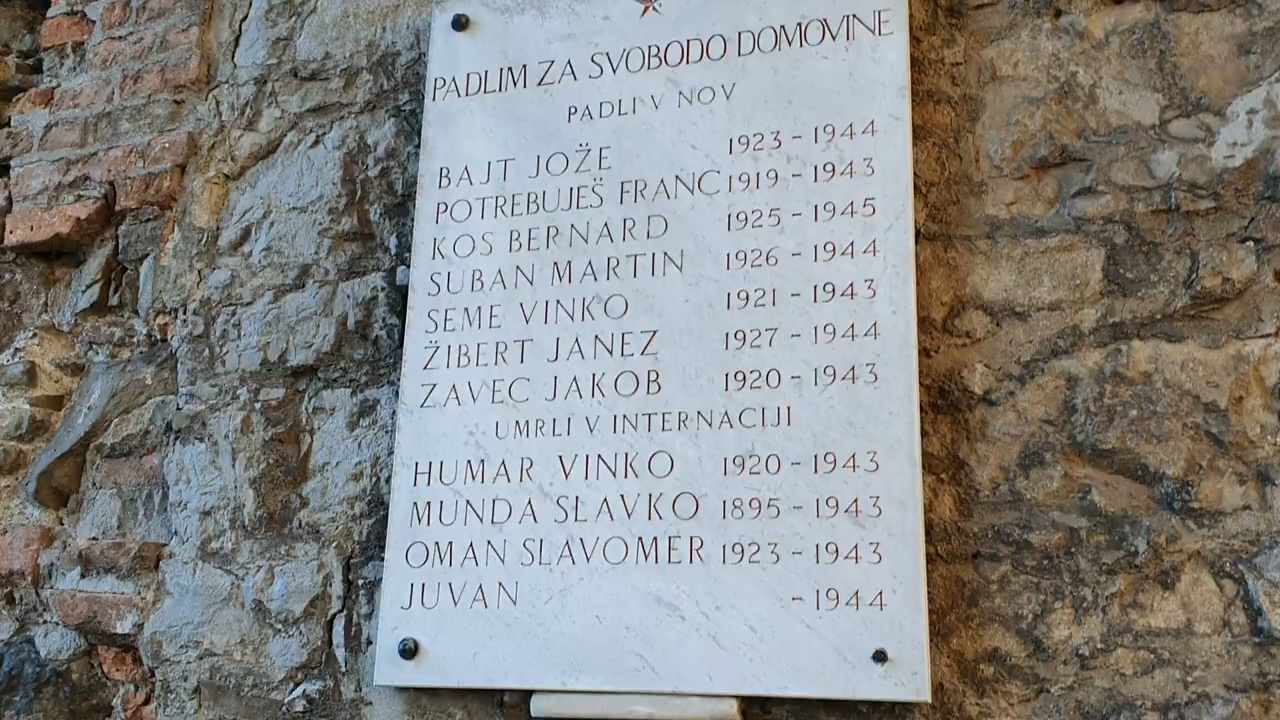 PADLIM ZA SVOBODO DOMOVINE
PADLI V NOV
BAJT JOŽE 1923 - 1944
POTREBUJEŠ FRANC 1919 - 1943
KOS BERNARD 1925 - 1945
SUBAN MARTIN 1926 - 1944
SEME VINKO 1921 - 1943
ŽIBERT JANEZ 1927 - 1944
ZAVEC JAKOB 1920 - 1943
UMRLI V INTERNACIJI
HUMAR VINKO 1920 - 1943
MUNDA SLAVKO 1895 - 1943
OMAN SLAVOMER 1923 - 1943
JUVAN - 1944